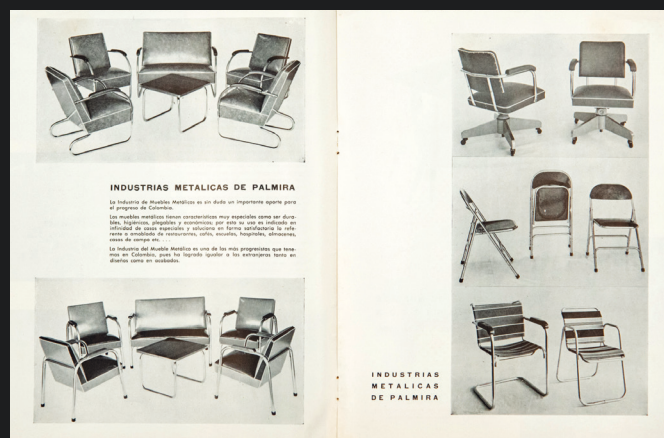 INDUSTRIAS METALICAS DE PALMIRA
La Industria de Muebles Metálicos es sin duda un importante aporte para
el progreso de Colombia.
Los muebles metálicos tienen características muy especiales como ser dura-
bles, higiénicos, plegables y económicos; por esto su uso es indicado en
infinidad de casos especiales y soluciona en forma satisfactoria lo refe-
rente a amoblado de restaurantes, cafés, escuelas, hospitales, almacenes,
casas de campo etc. . . .
La Industria del Mueble Metálico es una de las más progresistas que tene-
mos en Colombia, pues ha logrado igualar a las extranjeras tanto en
diseños como en acabados.
INDUSTRIAS
METALICAS
DE PALMIRA